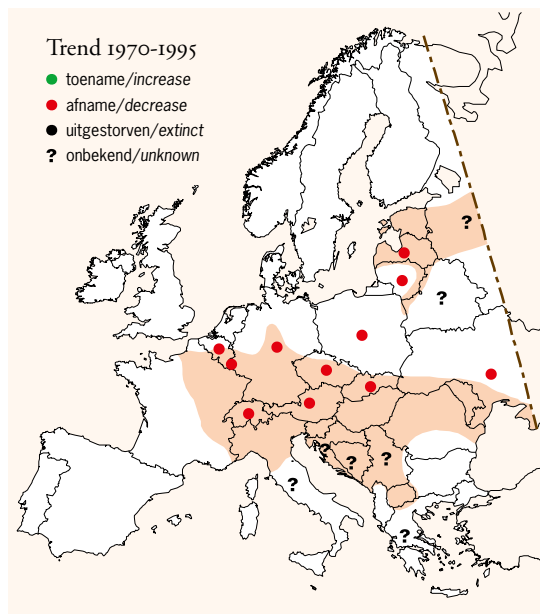 Trend 1970-1995
toename/increase
afname/decrease
uitgestorven/extinct
? onbekend/unknown
?
?
? ? ?
?
?